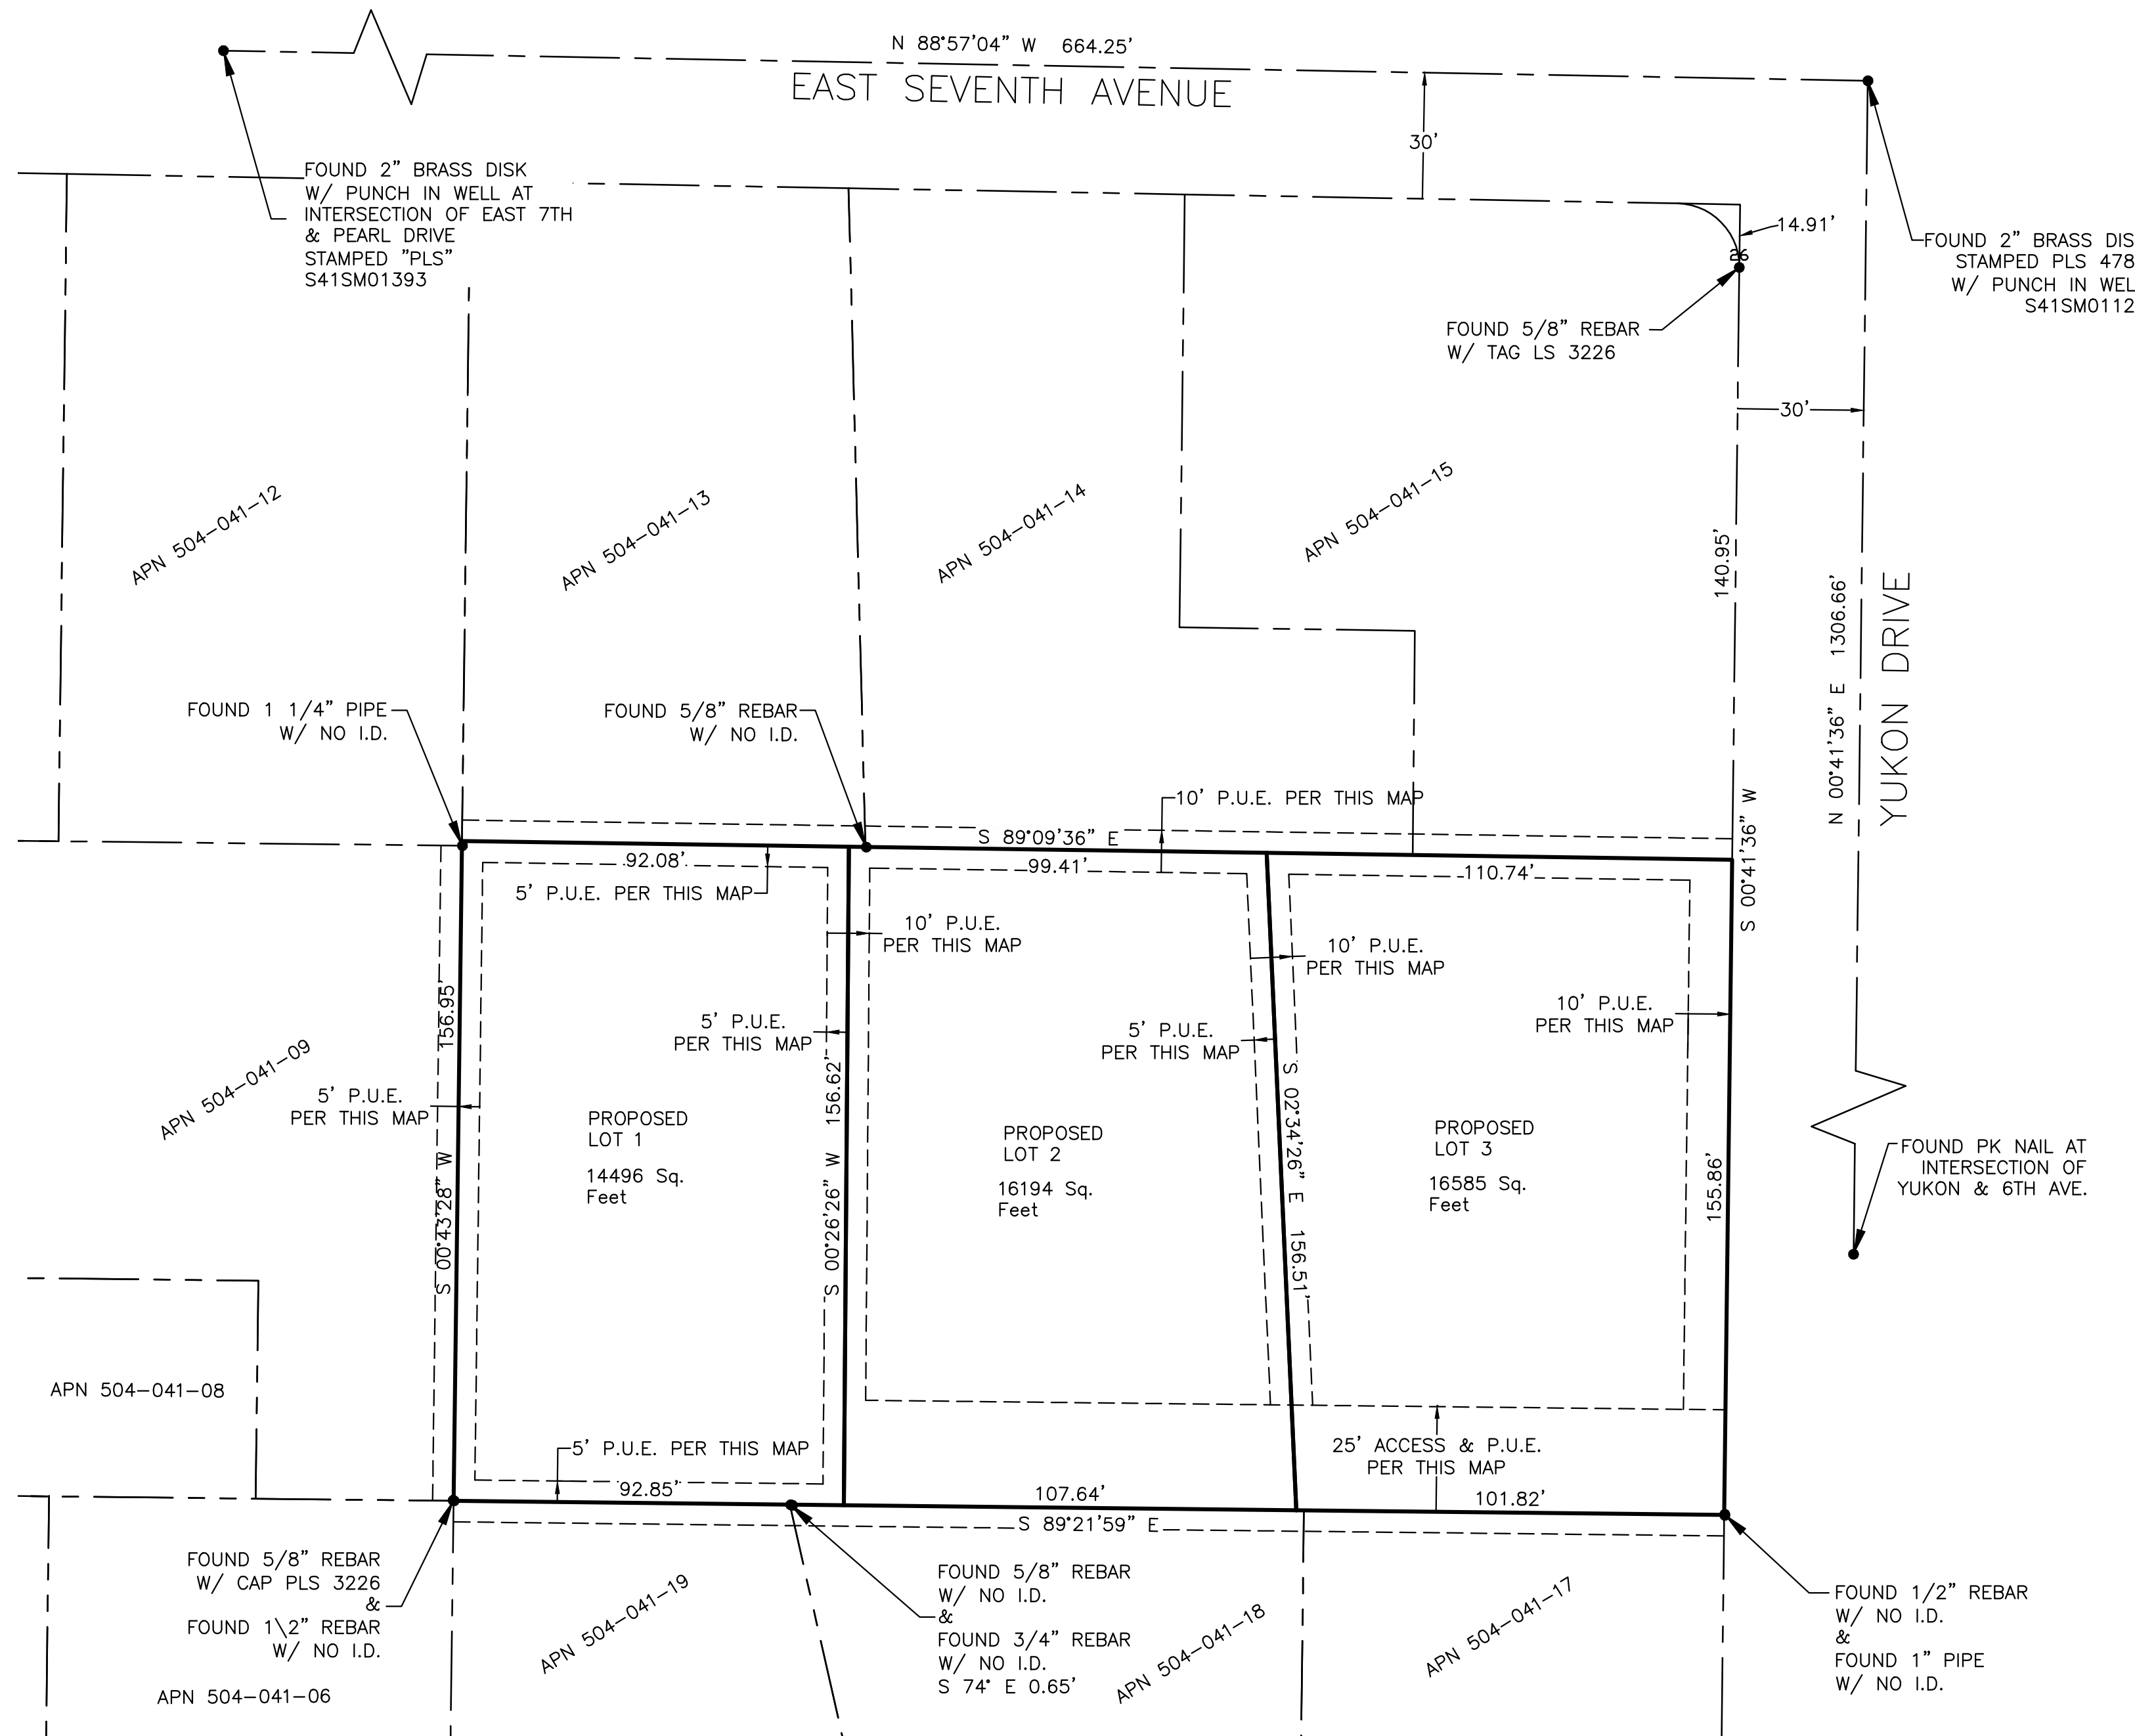 N 88°57'04" W 664.25'
EAST SEVENTH AVENUE
30'
FOUND 2" BRASS DISK
W/ PUNCH IN WELL AT
INTERSECTION OF EAST 7TH
& PEARL DRIVE
STAMPED "PLS"
S41SM01393
14.91'
26
FOUND 2" BRASS DIS
STAMPED PLS 478
W/ PUNCH IN WEL
S41SM0112
FOUND 5/8" REBAR
W/ TAG LS 3226
30'
APN 504-041-12
APN 504-041-13
APN 504-041-14
APN 504-041-15
140.95'
N 00°41'36" E 1306.66'
YUKON DRIVE
FOUND 1 1/4" PIPE
W/ NO I.D.
FOUND 5/8" REBAR
W/ NO I.D.
10' P.U.E. PER THIS MAP
S 89°09'36" E
S 00°41'36" W
92.08'
99.41'
110.74'
5' P.U.E. PER THIS MAP
10' P.U.E.
PER THIS MAP
10' P.U.E.
PER THIS MAP
10' P.U.E.
PER THIS MAP
156.95'
S 00°43'28" W
5' P.U.E.
PER THIS MAP
5' P.U.E.
PER THIS MAP
APN 504-041-09
5' P.U.E.
PER THIS MAP
S 00°26'26" W 156.62'
S 02°34'26" E 156.51'
155.86'
PROPOSED
LOT 1
14496 Sq.
Feet
PROPOSED
LOT 2
16194 Sq.
Feet
PROPOSED
LOT 3
16585 Sq.
Feet
FOUND PK NAIL AT
INTERSECTION OF
YUKON & 6TH AVE.
APN 504-041-08
5' P.U.E. PER THIS MAP
25' ACCESS & P.U.E.
PER THIS MAP
92.85'
107.64'
101.82'
S 89°21'59" E
FOUND 5/8" REBAR
W/ CAP PLS 3226
&
FOUND 1\2" REBAR
W/ NO I.D.
APN 504-041-06
APN 504-041-19
FOUND 5/8" REBAR
W/ NO I.D.
&
FOUND 3/4" REBAR
W/ NO I.D.
S 74° E 0.65'
APN 504-041-18
APN 504-041-17
FOUND 1/2" REBAR
W/ NO I.D.
&
FOUND 1" PIPE
W/ NO I.D.